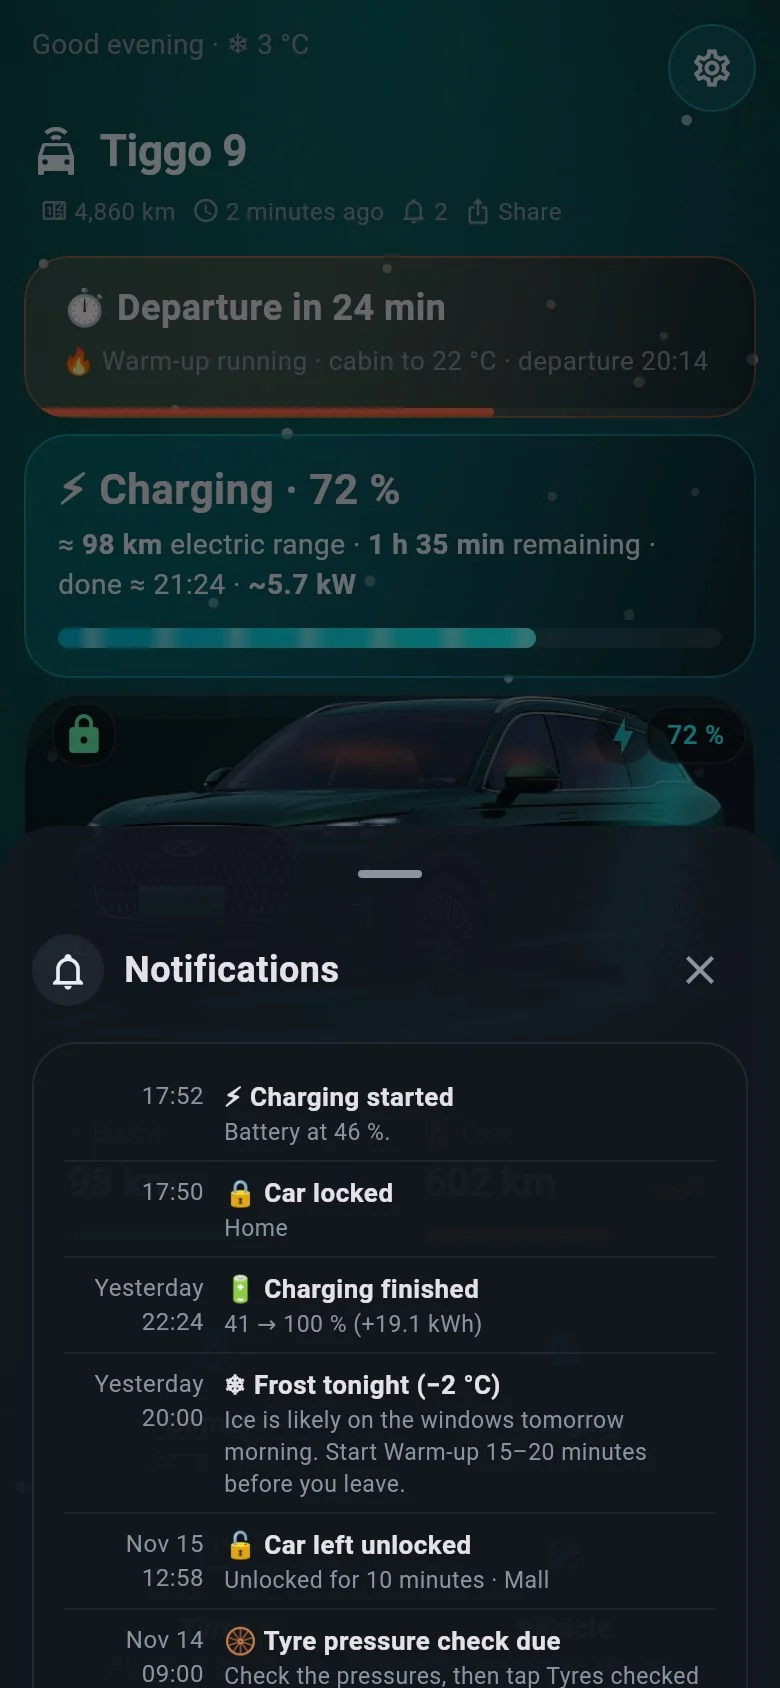 Good evening · ❄ 3 °C
Tiggo 9
4,860 km 2 minutes ago 2 Share
⏱️ Departure in 24 min
🔥 Warm-up running · cabin to 22 °C · departure 20:14
⚡ Charging · 72 %
≈ 98 km electric range · 1 h 35 min remaining ·
done ≈ 21:24 · ~5.7 kW
72 %
Notifications
17:52 ⚡ Charging started
Battery at 46 %.
98 km 602 km
17:50 🔒 Car locked
Home
Yesterday 🔋 Charging finished
22:24 41 → 100 % (+19.1 kWh)
Yesterday ❄ Frost tonight (−2 °C)
20:00 Ice is likely on the windows tomorrow
morning. Start Warm-up 15–20 minutes
before you leave.
Nov 15 🔓 Car left unlocked
12:58 Unlocked for 10 minutes · Mall
Nov 14 🛞 Tyre pressure check due
09:00 Check the pressures, then tap Tyres checked